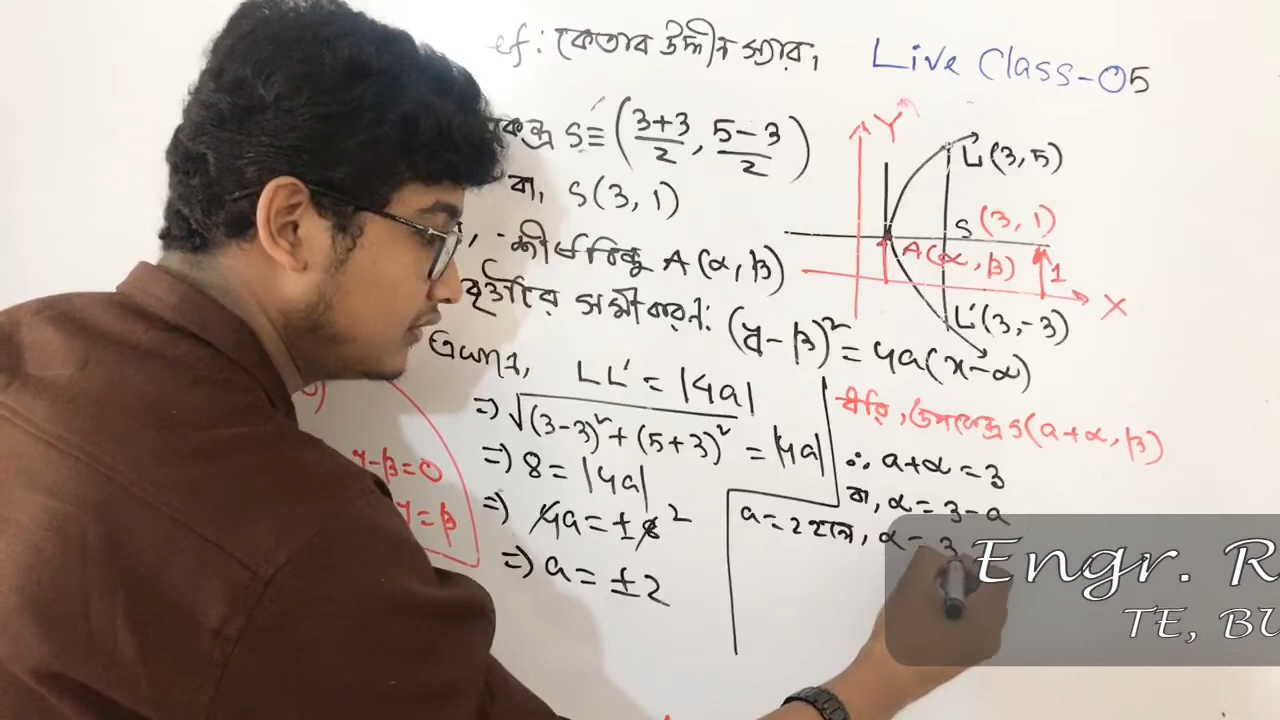 ef: কেতাব উদ্দীন স্যার,
Live Class-05
কেন্দ্র S≡ (3+3/2, 5-3/2)
বা, S(3, 1)
, শীর্ষবিন্দু A(α, β)
বৃত্তের সমীকরণ: (y-β)² = 4a(x-α)
এখন, LL' = |4a|
⇒ √(3-3)² + (5+3)² = |4a|
⇒ 8 = |4a|
⇒ 4a = ± 8 2
⇒ a = ±2
y-β=0
y=β
Y
L(3, 5)
S (3, 1)
A(α, β)
1
X
L'(3, -3)
ধরি, উপকেন্দ্র S(a+α, β)
∴ a+α = 3
বা, α = 3-a
a = 2 হলে, α = 3
Engr. R
TE, BU